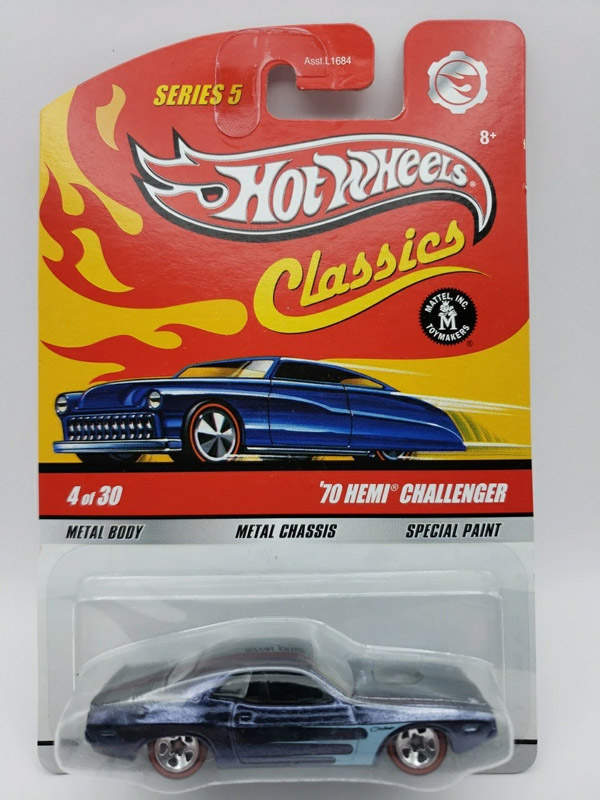 Asst.L1684
SERIES 5
8+
HOT WHEELS®
Classics
MATTEL, INC.
M
TOYMAKERS®
4 of 30
'70 HEMI® CHALLENGER
METAL BODY
METAL CHASSIS
SPECIAL PAINT